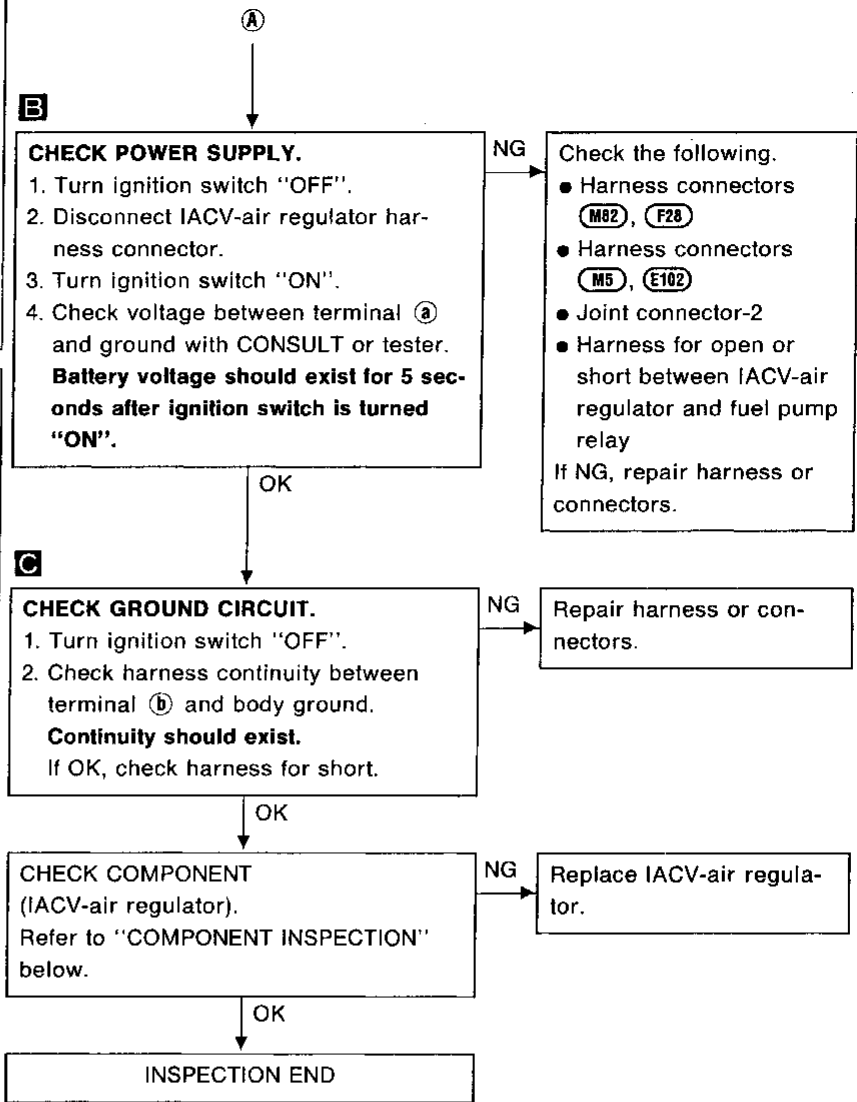 Ⓐ
B
CHECK POWER SUPPLY.
1. Turn ignition switch "OFF".
2. Disconnect IACV-air regulator har-
ness connector.
3. Turn ignition switch "ON".
4. Check voltage between terminal ⓐ
and ground with CONSULT or tester.
Battery voltage should exist for 5 sec-
onds after ignition switch is turned
"ON".
NG
Check the following.
● Harness connectors
M82, F28
● Harness connectors
M5, E102
● Joint connector-2
● Harness for open or
short between IACV-air
regulator and fuel pump
relay
If NG, repair harness or
connectors.
OK
C
CHECK GROUND CIRCUIT.
1. Turn ignition switch "OFF".
2. Check harness continuity between
terminal ⓑ and body ground.
Continuity should exist.
If OK, check harness for short.
NG
Repair harness or con-
nectors.
OK
CHECK COMPONENT
(IACV-air regulator).
Refer to "COMPONENT INSPECTION"
below.
NG
Replace IACV-air regula-
tor.
OK
INSPECTION END